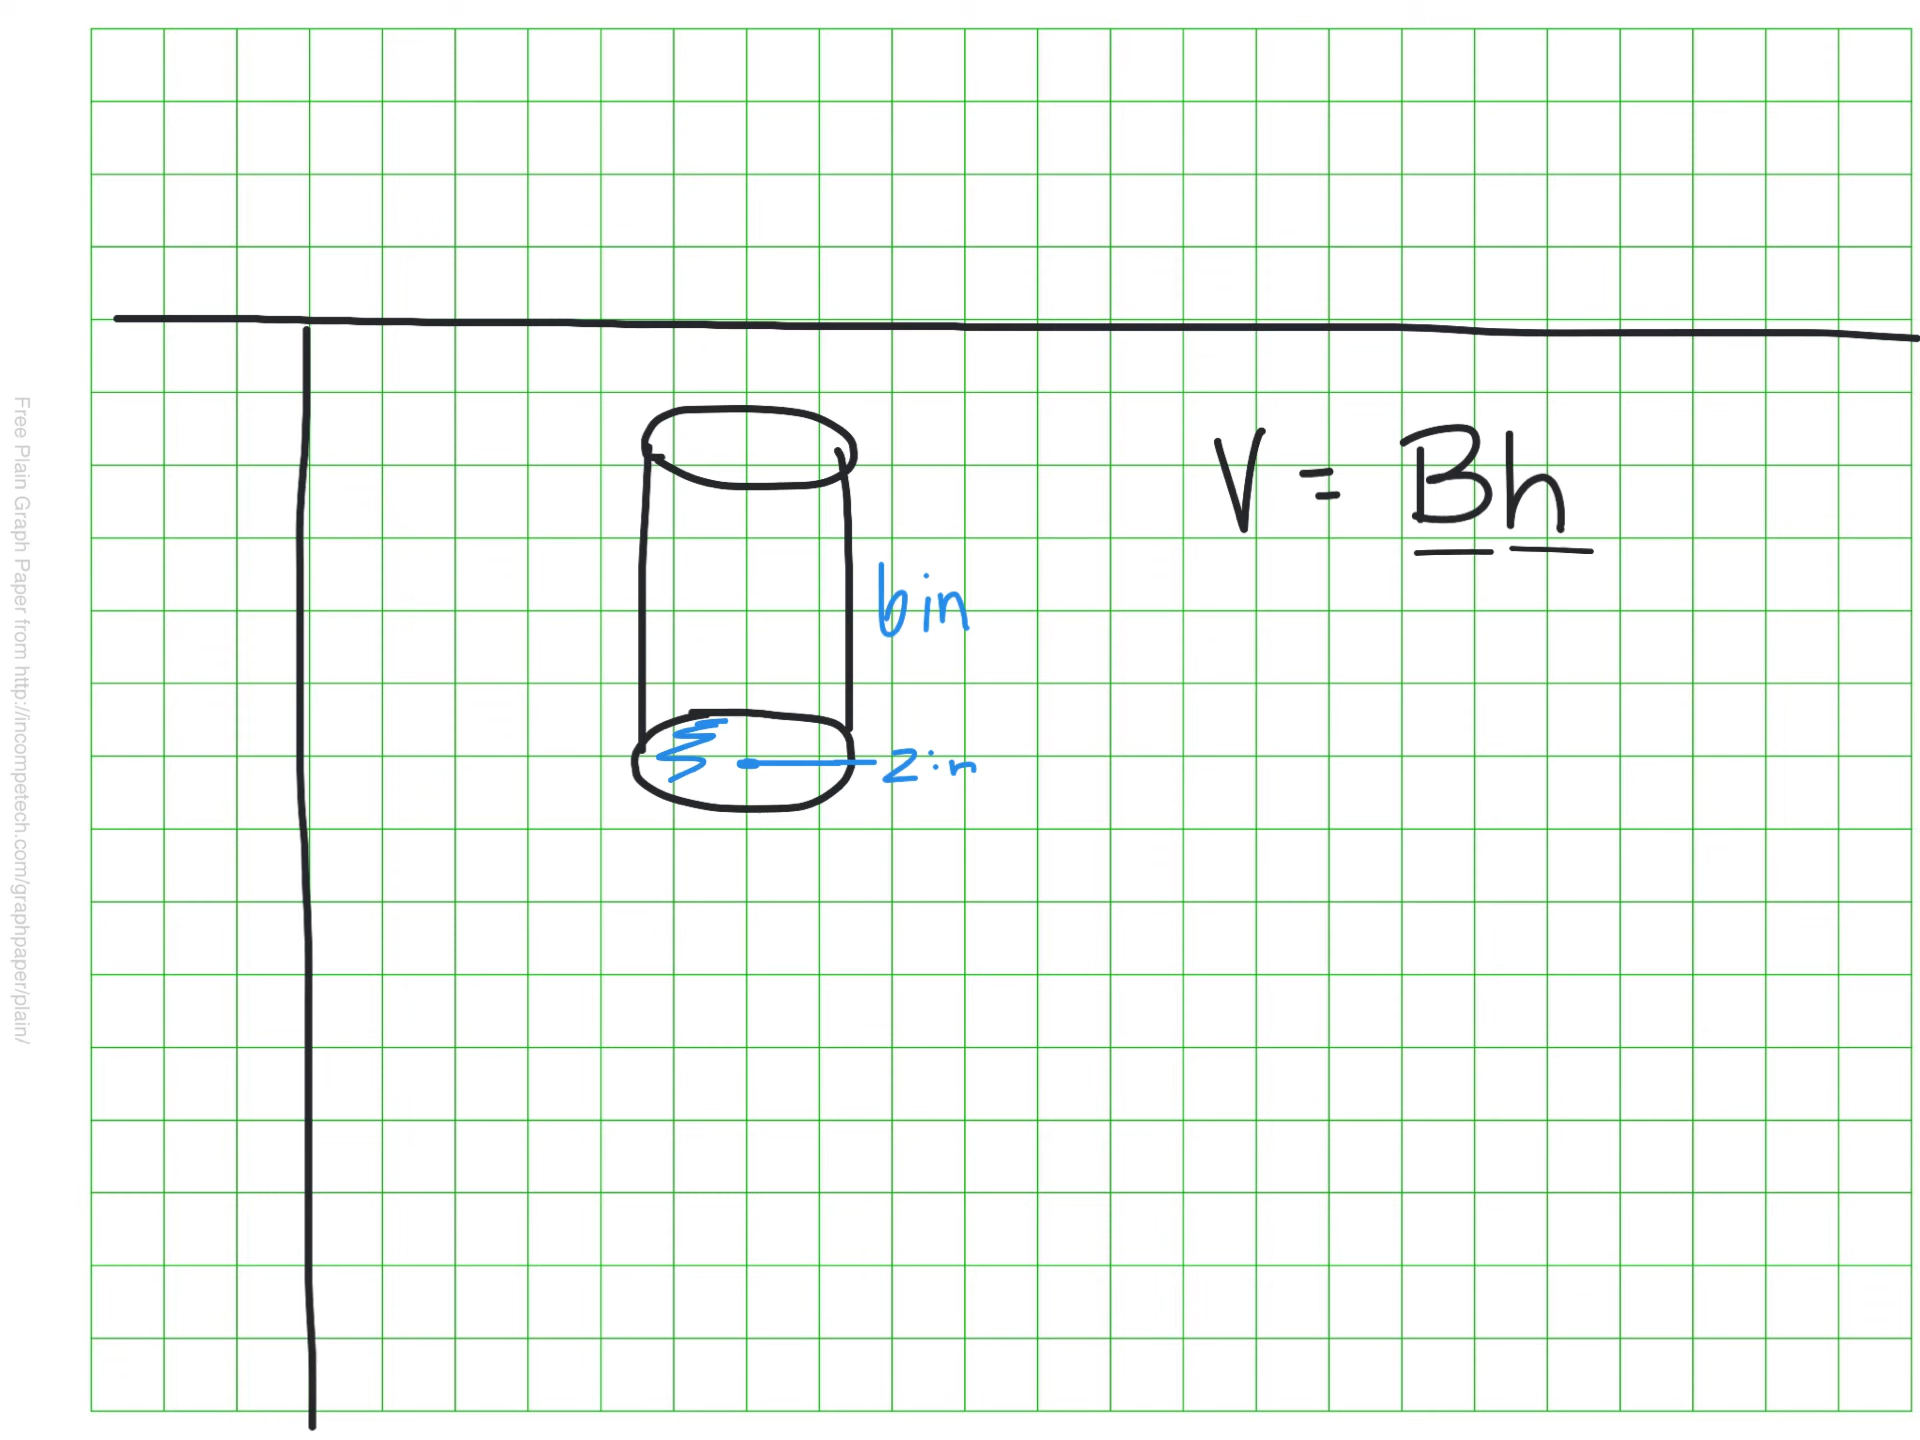 Free Plain Graph Paper from http://incompetech.com/graphpaper/plain/
V = Bh
6in
2in